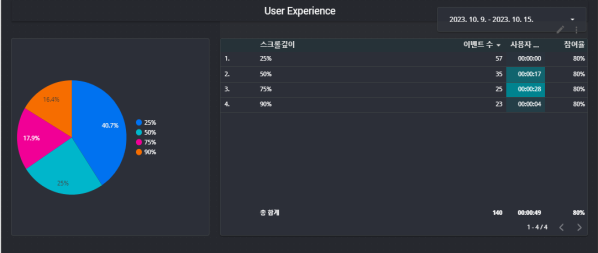 User Experience
2023. 10. 9. - 2023. 10. 15.
스크롤깊이 이벤트 수 사용자 ... 참여율
1. 25% 57 00:00:00 80%
2. 50% 35 00:00:17 80%
3. 75% 25 00:00:28 80%
4. 90% 23 00:00:04 80%
총 합계 140 00:00:49 80%
1 - 4 / 4
40.7%
25%
17.9%
16.4%
25%
50%
75%
90%